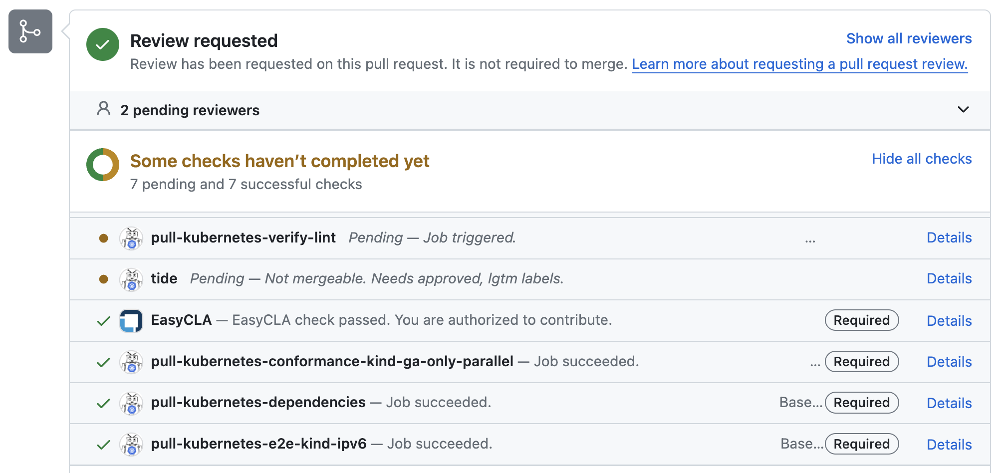 Review requested
Show all reviewers
Review has been requested on this pull request. It is not required to merge. Learn more about requesting a pull request review.
2 pending reviewers
Some checks haven’t completed yet
Hide all checks
7 pending and 7 successful checks
pull-kubernetes-verify-lint Pending — Job triggered. ... Details
tide Pending — Not mergeable. Needs approved, lgtm labels. Details
EasyCLA — EasyCLA check passed. You are authorized to contribute. Required Details
pull-kubernetes-conformance-kind-ga-only-parallel — Job succeeded. ... Required Details
pull-kubernetes-dependencies — Job succeeded. Base... Required Details
pull-kubernetes-e2e-kind-ipv6 — Job succeeded. Base... Required Details